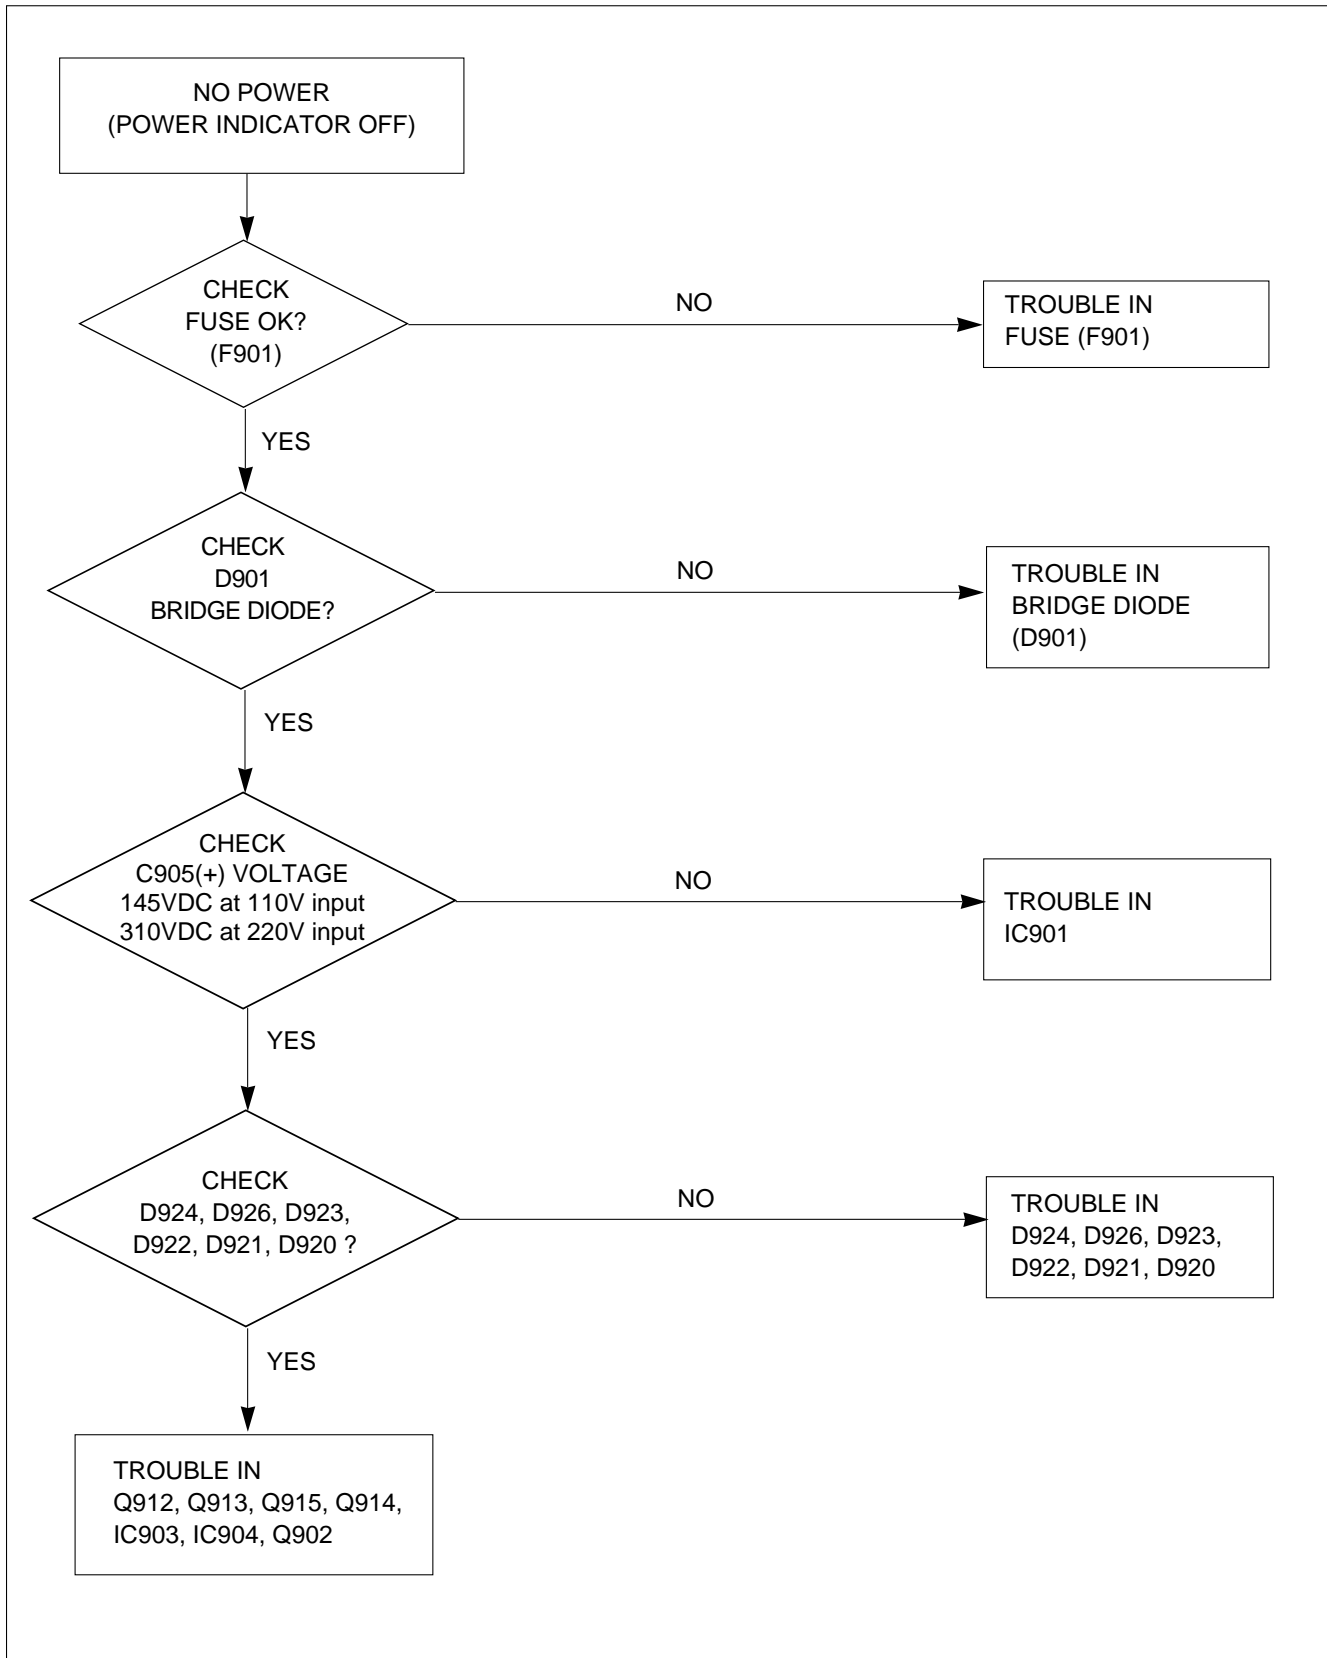 NO POWER
(POWER INDICATOR OFF)
CHECK
FUSE OK?
(F901)
NO
TROUBLE IN
FUSE (F901)
YES
CHECK
D901
BRIDGE DIODE?
NO
TROUBLE IN
BRIDGE DIODE
(D901)
YES
CHECK
C905(+) VOLTAGE
145VDC at 110V input
310VDC at 220V input
NO
TROUBLE IN
IC901
YES
CHECK
D924, D926, D923,
D922, D921, D920 ?
NO
TROUBLE IN
D924, D926, D923,
D922, D921, D920
YES
TROUBLE IN
Q912, Q913, Q915, Q914,
IC903, IC904, Q902